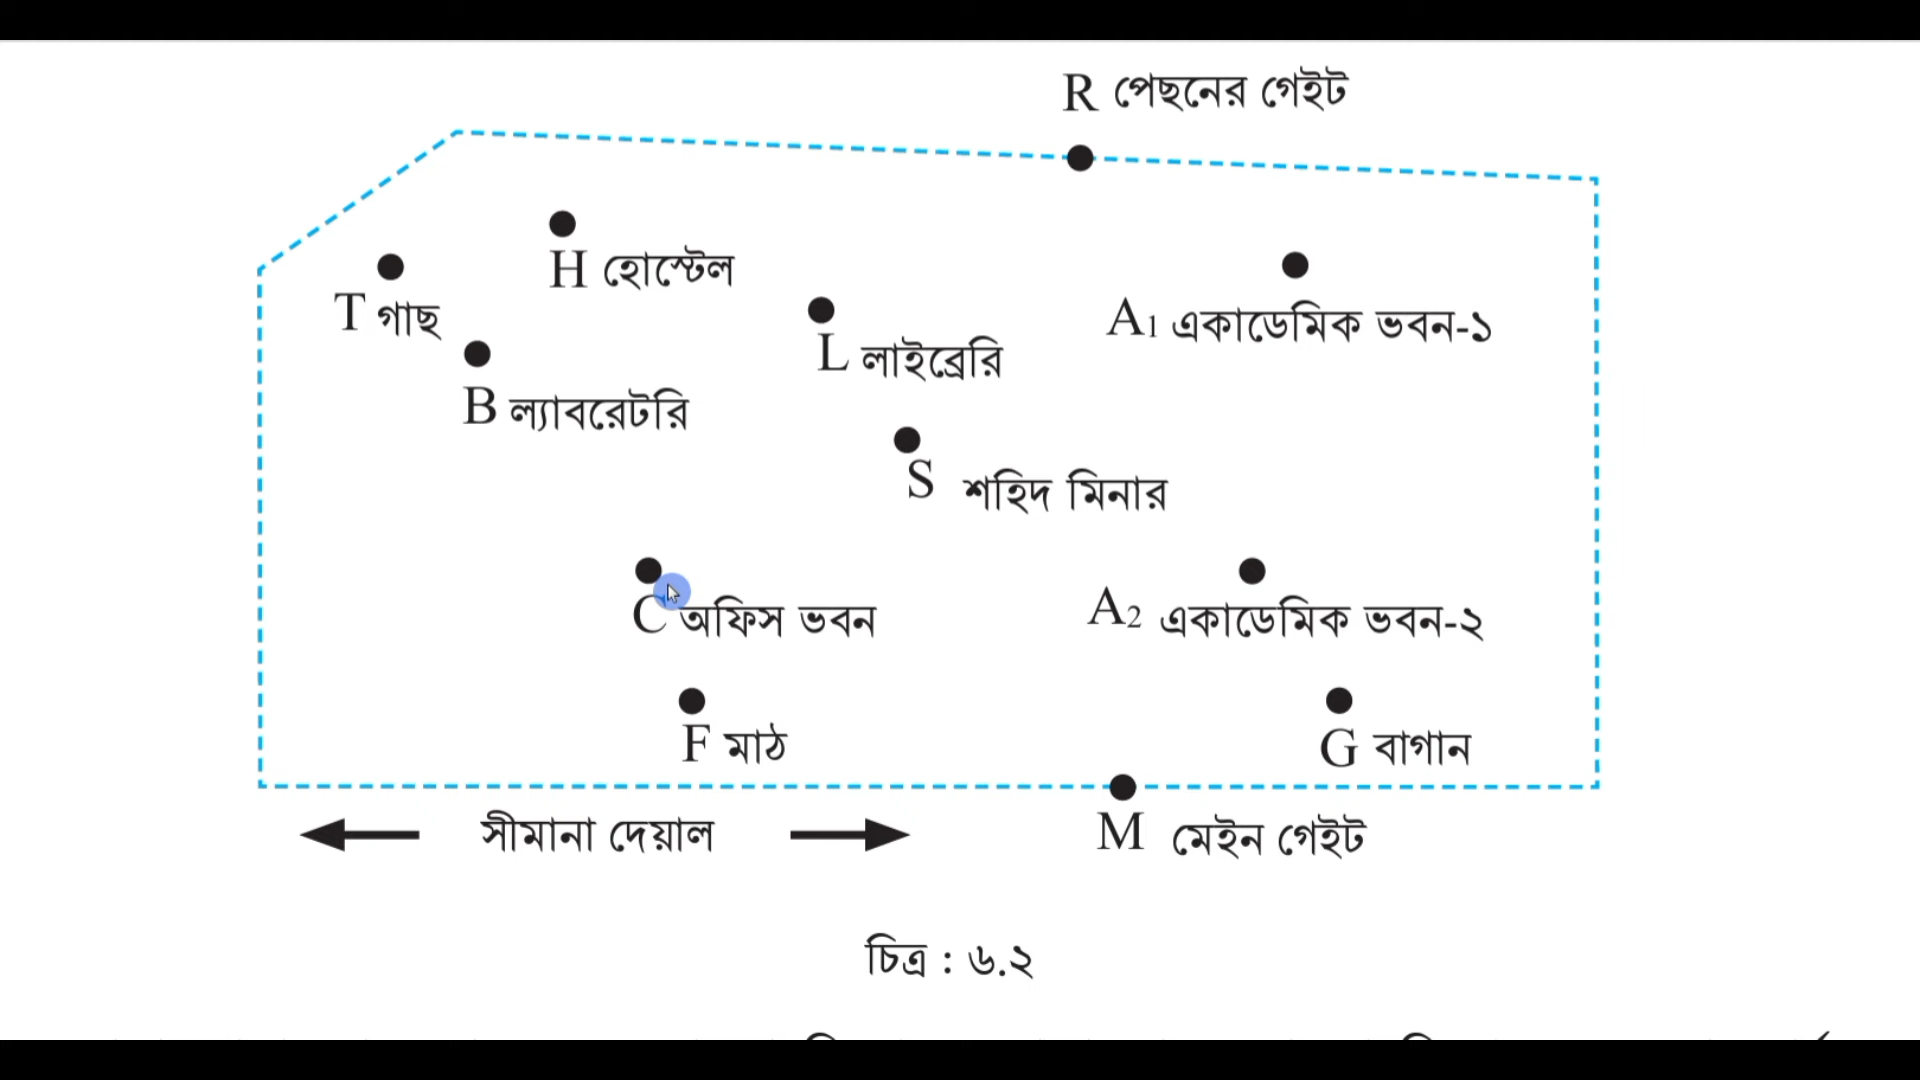 R পেছনের গেইট
H হোস্টেল
T গাছ
L লাইব্রেরি
A1 একাডেমিক ভবন-১
B ল্যাবরেটরি
S শহিদ মিনার
C অফিস ভবন
A2 একাডেমিক ভবন-২
F মাঠ
G বাগান
সীমানা দেয়াল
M মেইন গেইট
চিত্র : ৬.২